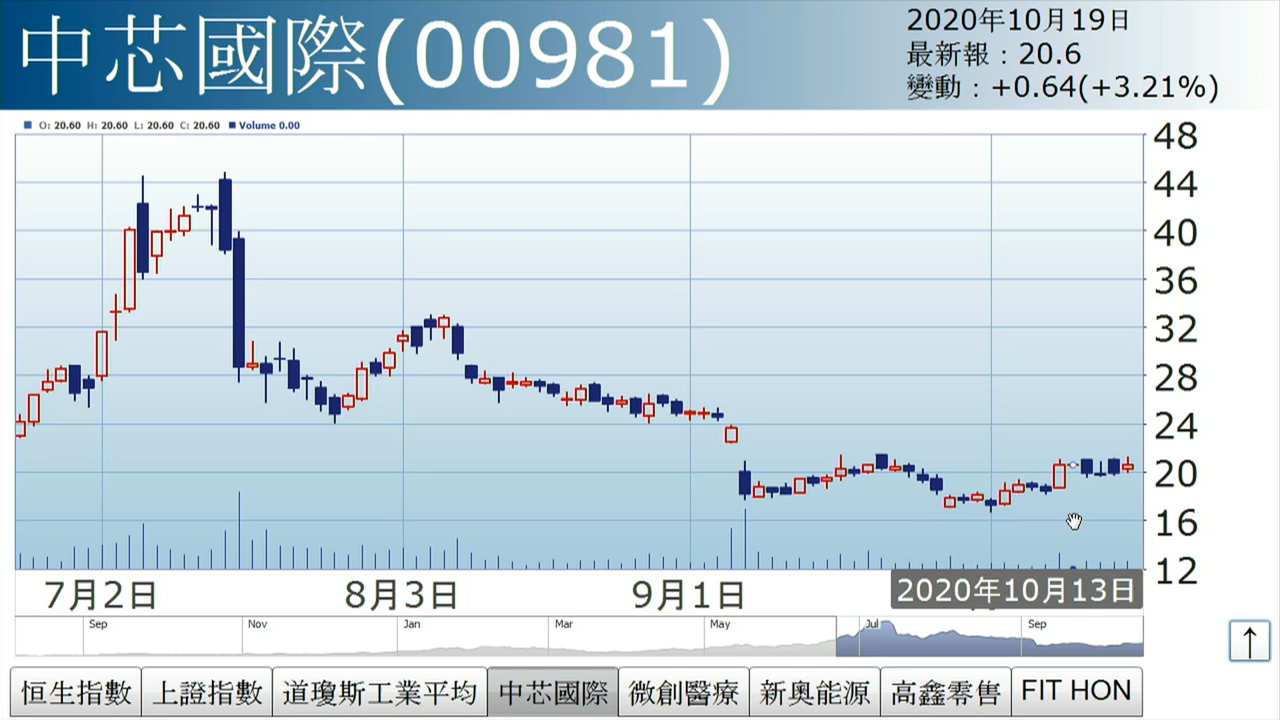 中芯國際(00981)
2020年10月19日
最新報：20.6
變動：+0.64(+3.21%)
O: 20.60 H: 20.60 L: 20.60 C: 20.60 Volume 0.00
48
44
40
36
32
28
24
20
16
12
7月2日 8月3日 9月1日 2020年10月13日
Sep Nov Jan Mar May Jul Sep
↑
恒生指數 上證指數 道瓊斯工業平均 中芯國際 微創醫療 新奧能源 高鑫零售 FIT HON